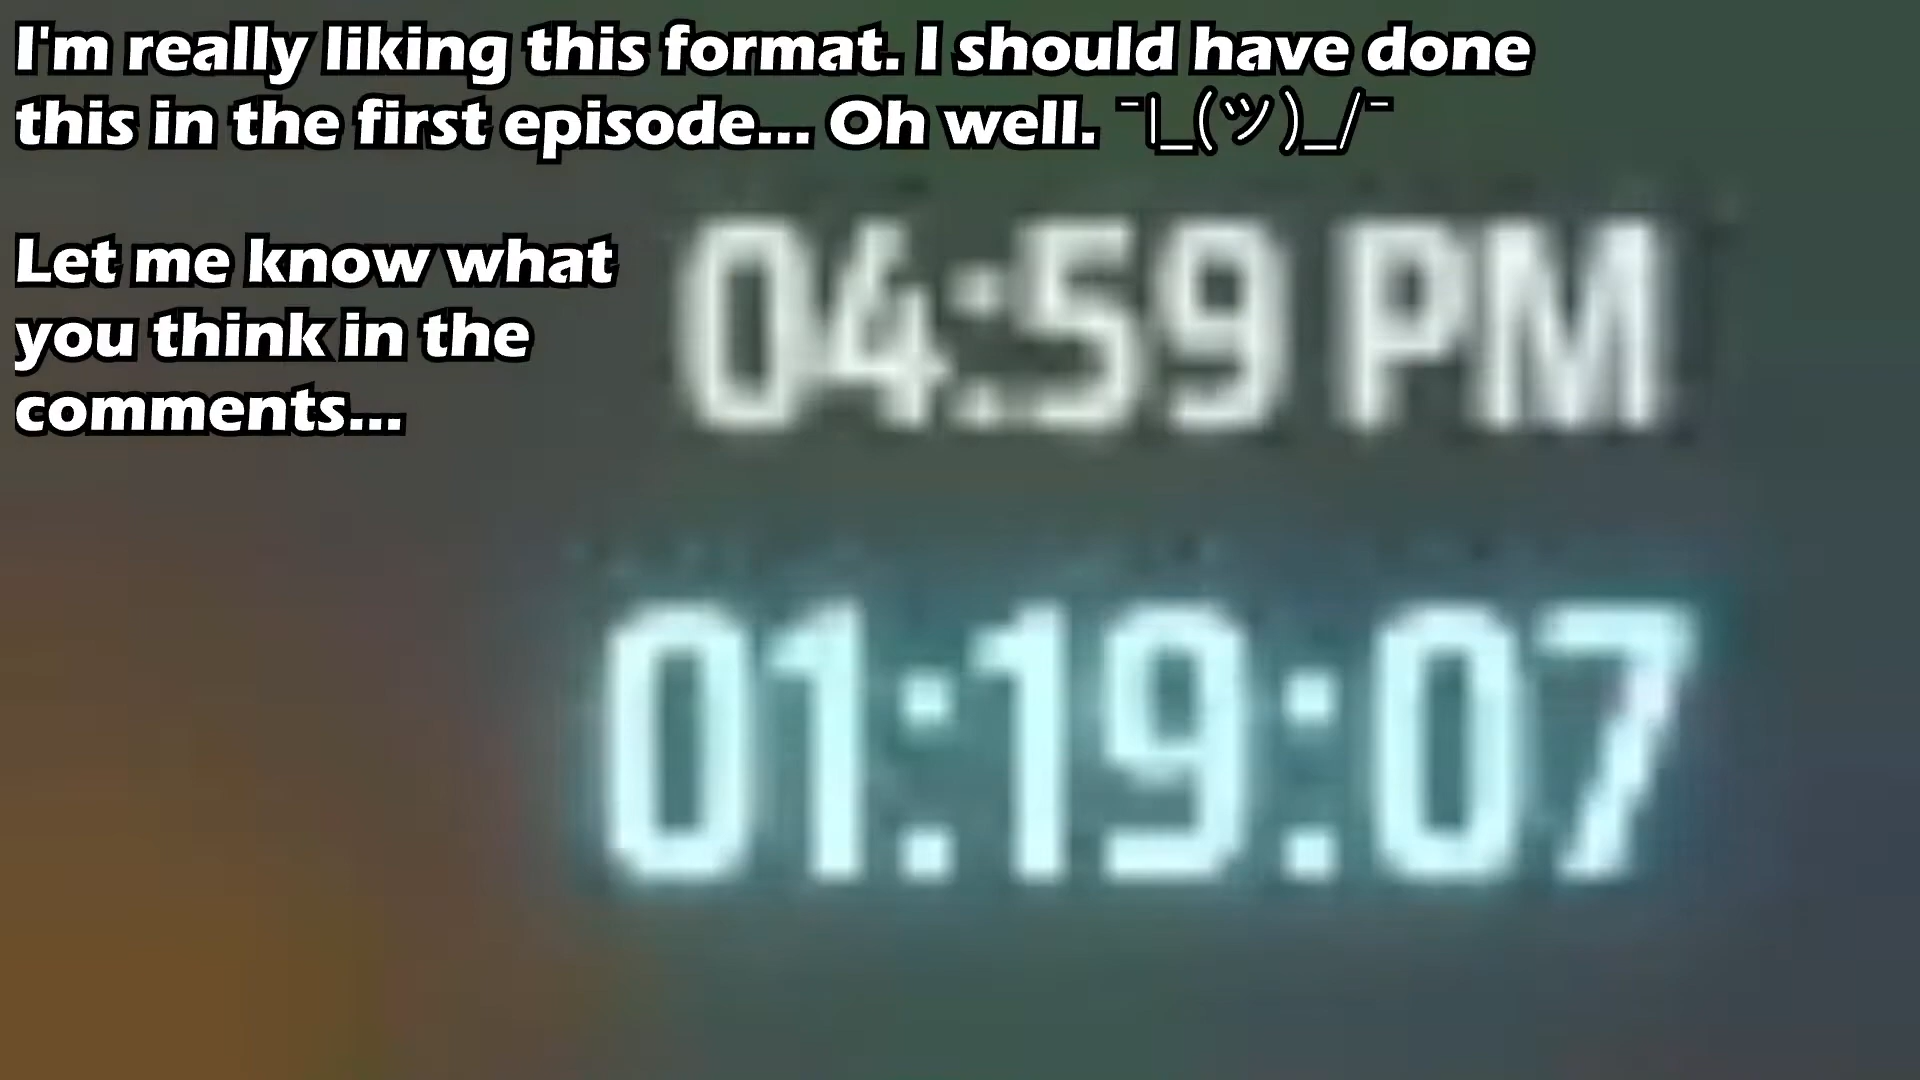 I'm really liking this format. I should have done
this in the first episode... Oh well. ¯|_(ツ)_/¯
Let me know what
you think in the
comments...
04:59 PM
01:19:07